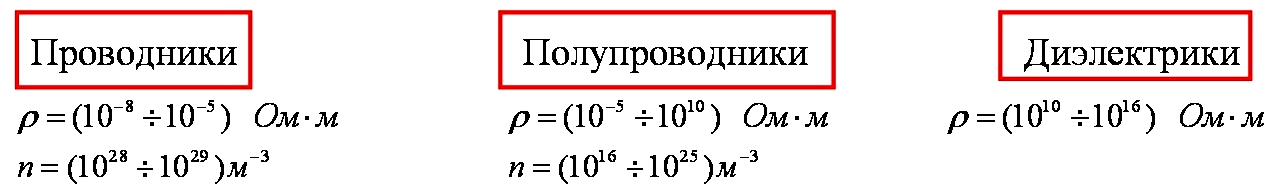 Проводники Полупроводники Диэлектрики
ρ = (10⁻⁸ ÷ 10⁻⁵) Ом · м ρ = (10⁻⁵ ÷ 10¹⁰) Ом · м ρ = (10¹⁰ ÷ 10¹⁶) Ом · м
n = (10²⁸ ÷ 10²⁹) м⁻³ n = (10¹⁶ ÷ 10²⁵) м⁻³